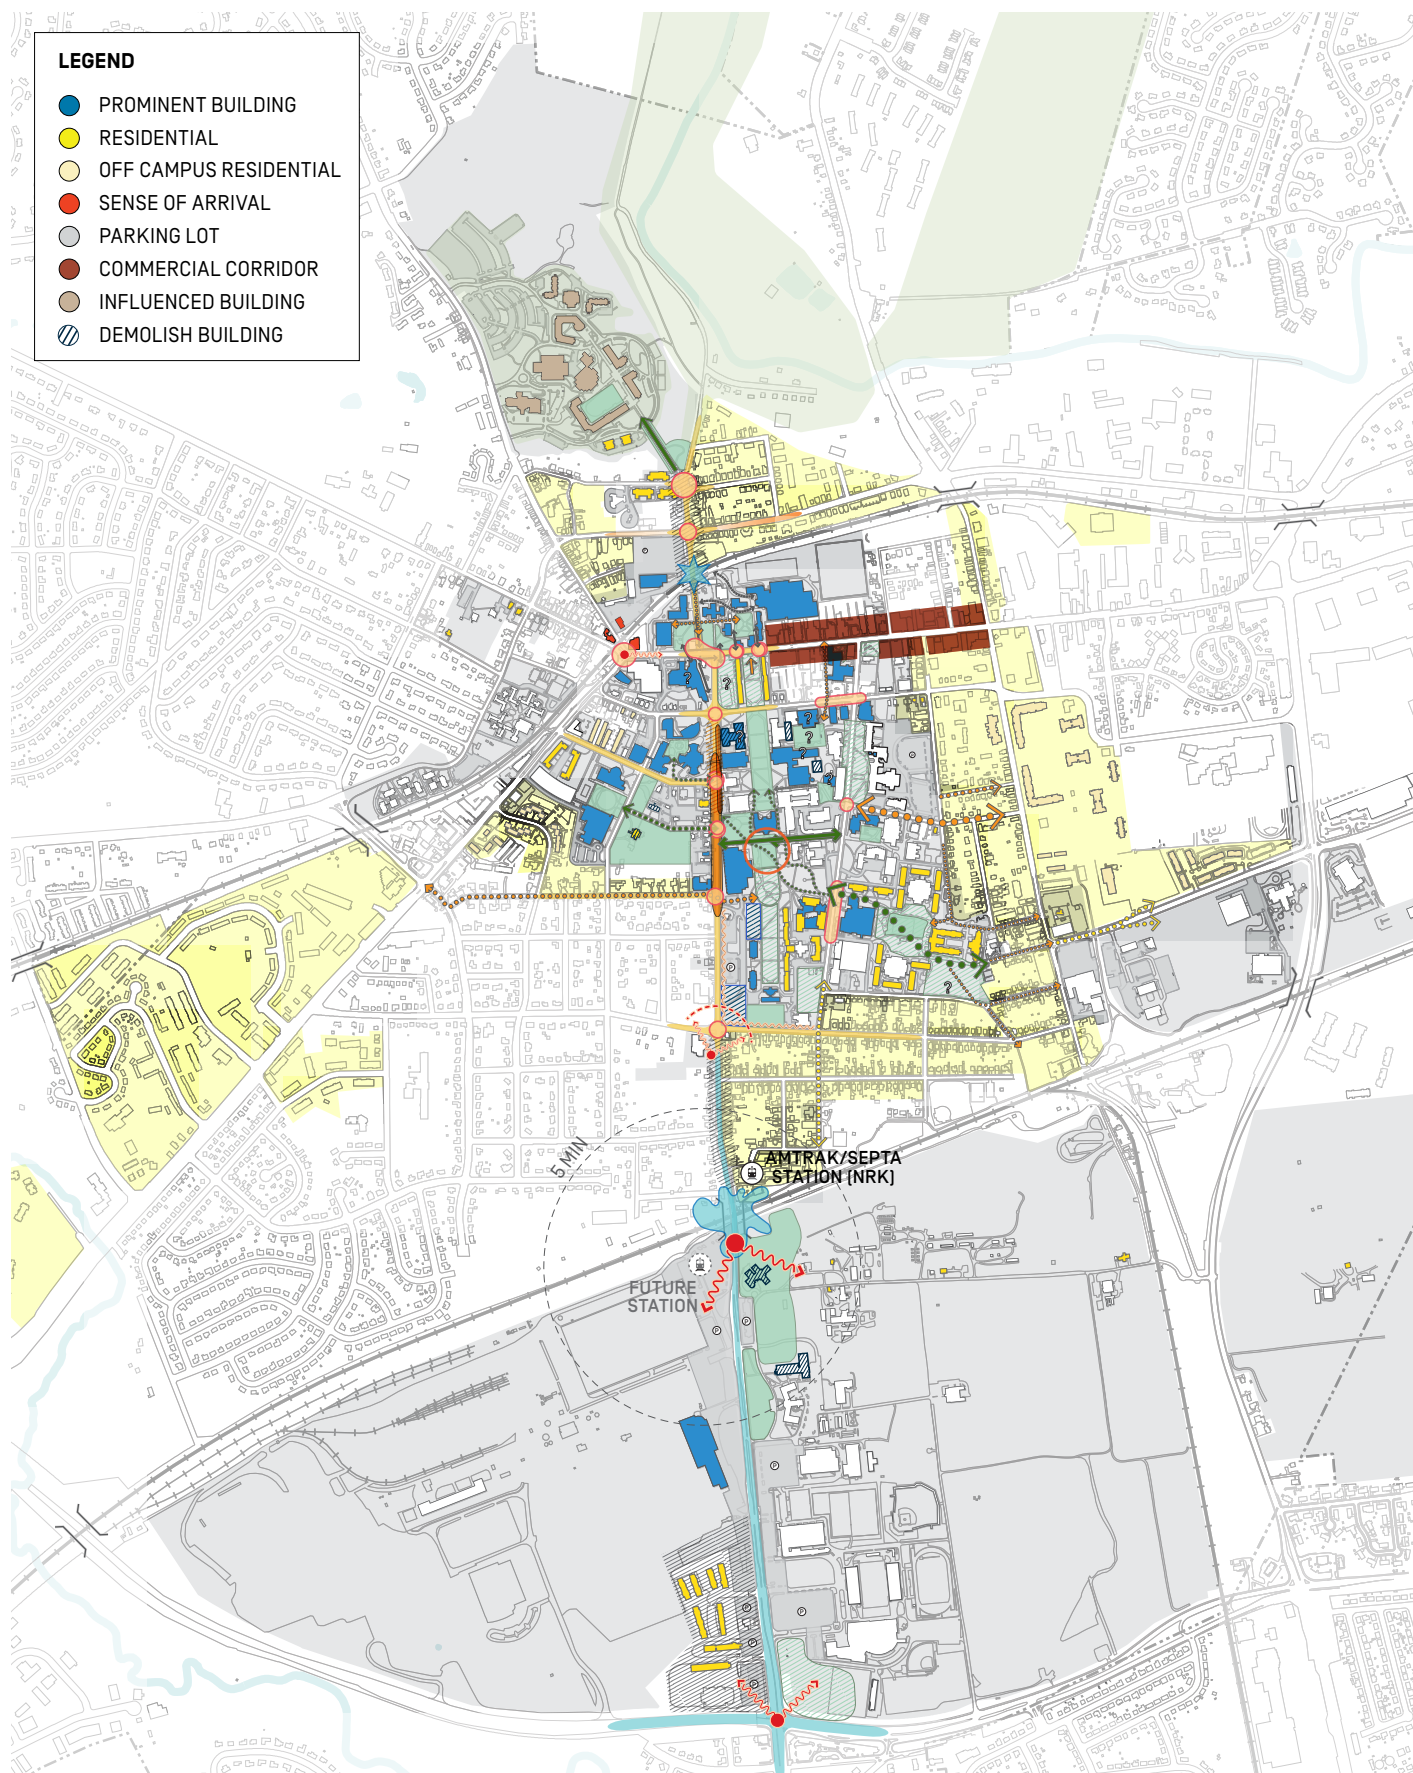 LEGEND
PROMINENT BUILDING
RESIDENTIAL
OFF CAMPUS RESIDENTIAL
SENSE OF ARRIVAL
PARKING LOT
COMMERCIAL CORRIDOR
INFLUENCED BUILDING
DEMOLISH BUILDING
?
?
?
?
?
?
?
P
?
5 MIN
AMTRAK/SEPTA
STATION (NRK)
FUTURE
STATION
P
P
P
P
P
P
P